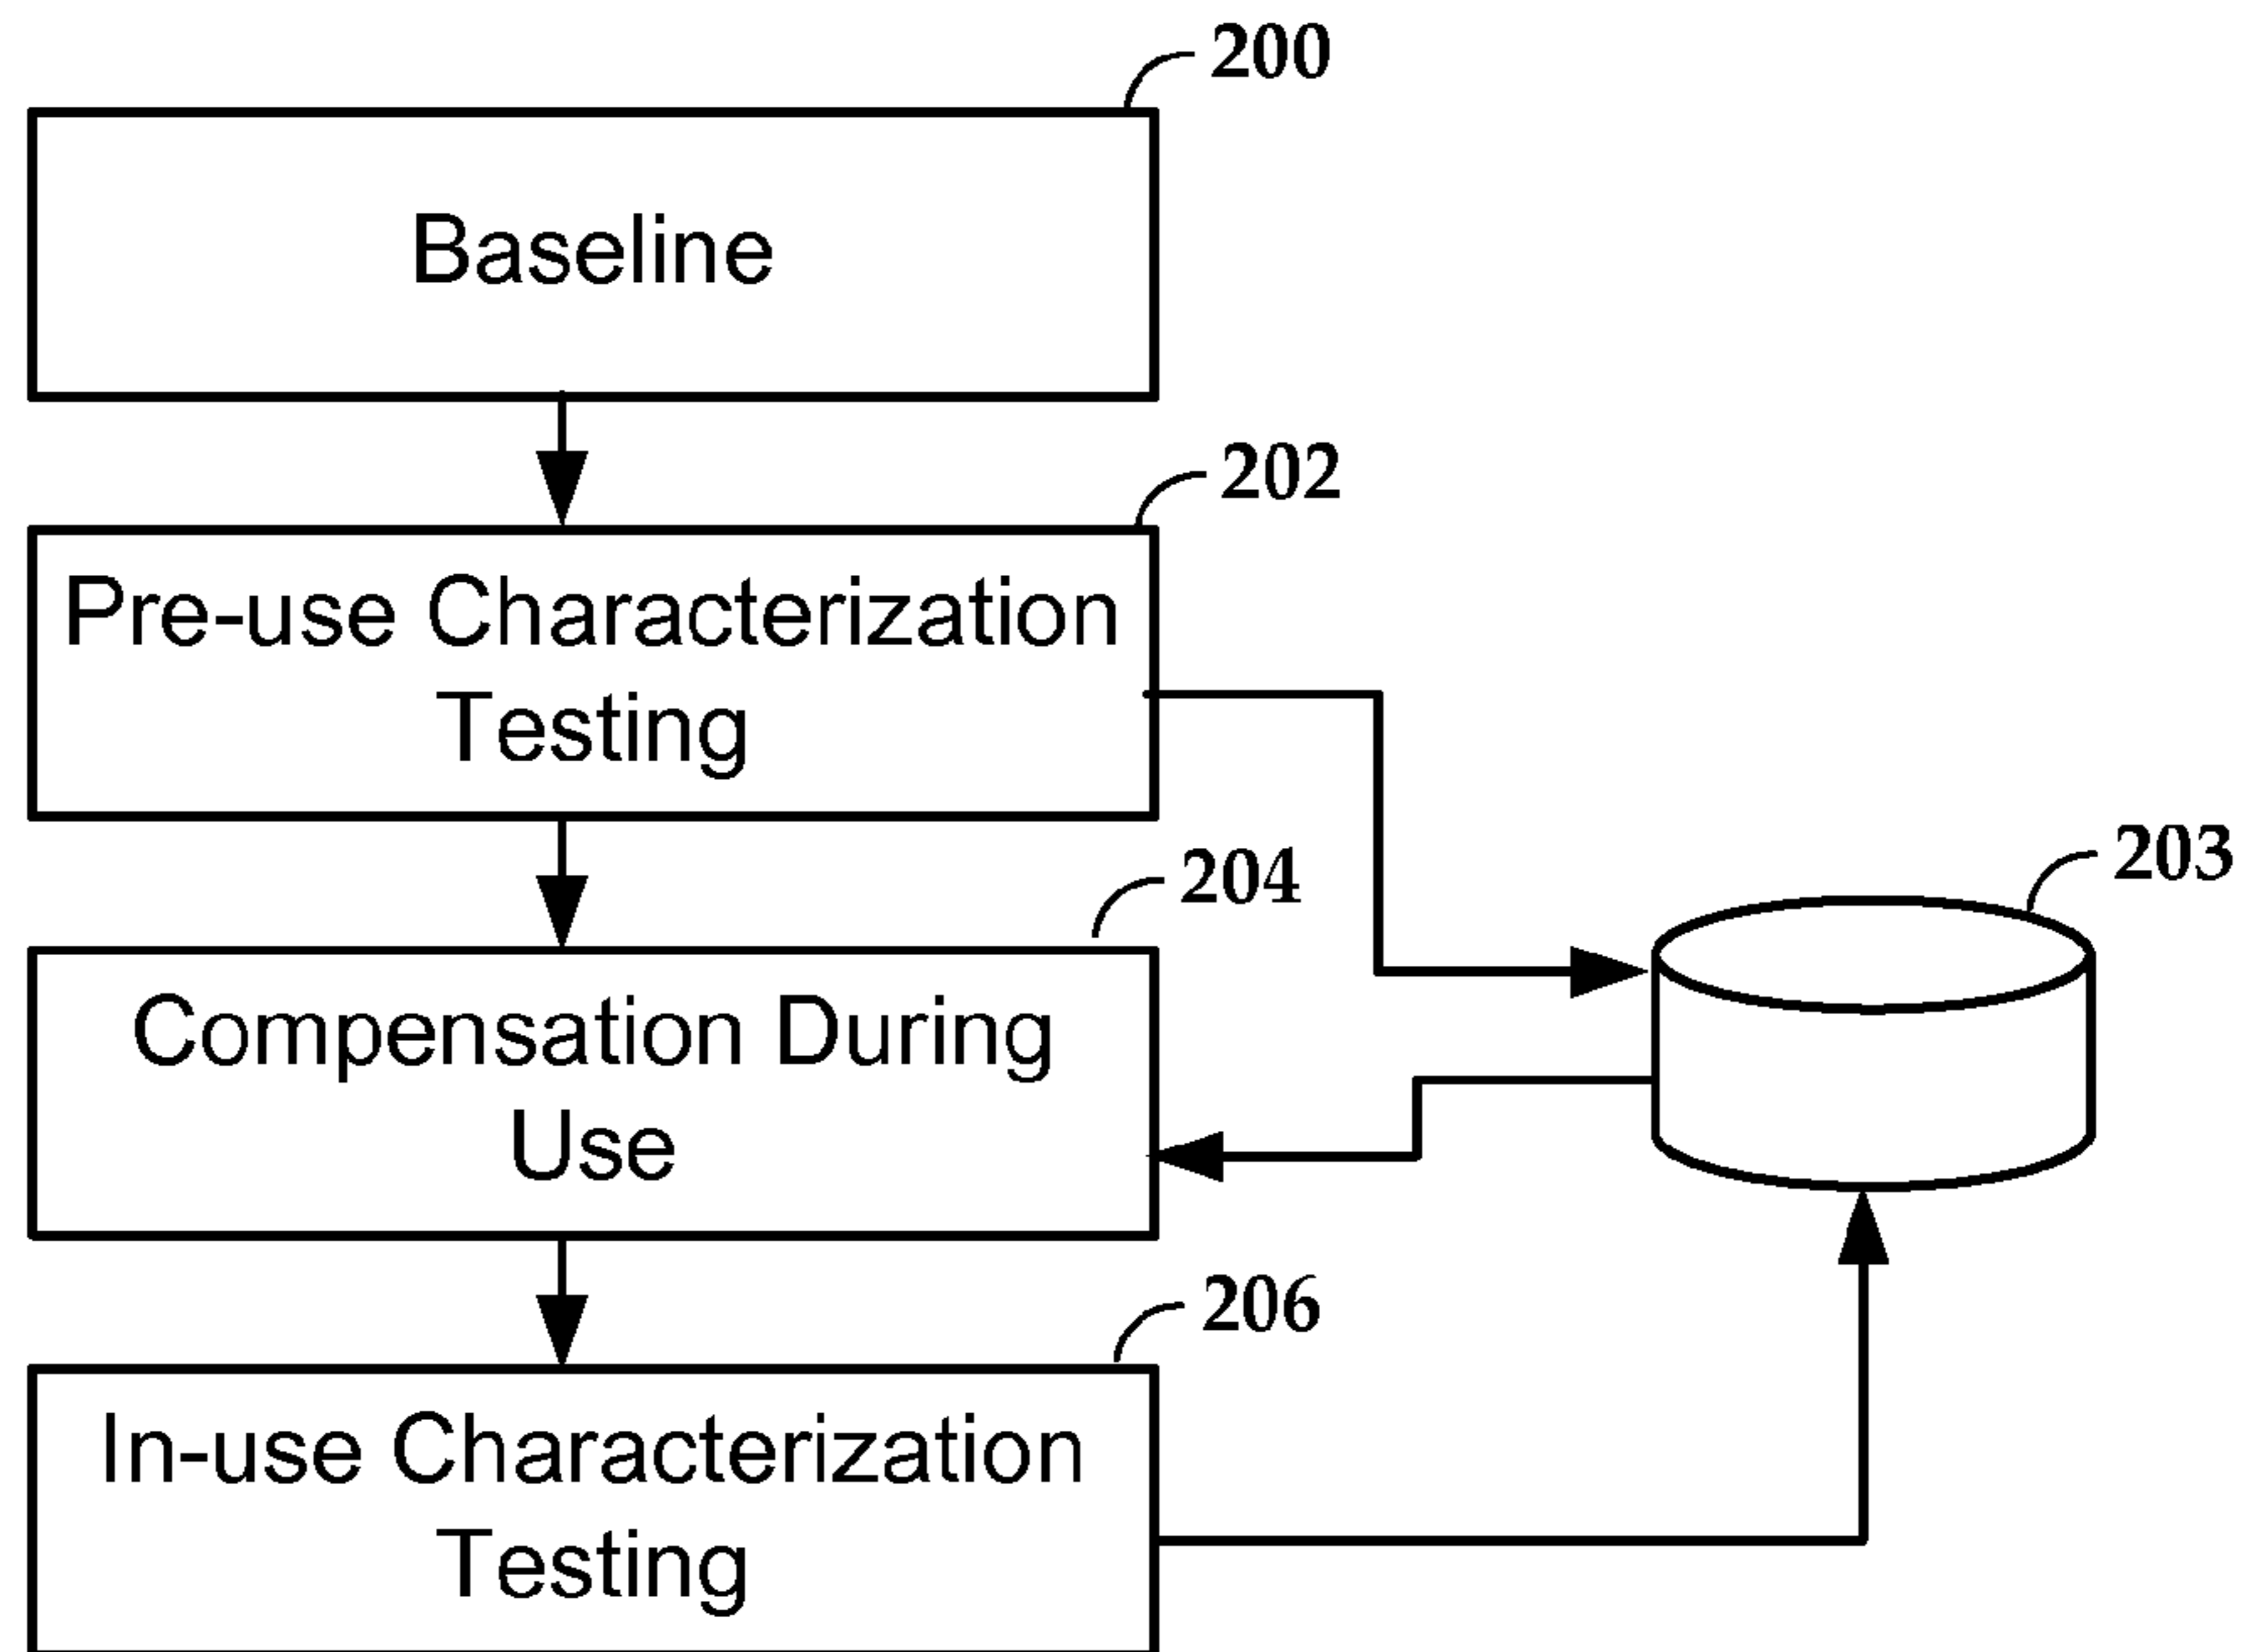 200
Baseline
202
Pre-use Characterization
Testing
203
204
Compensation During
Use
206
In-use Characterization
Testing